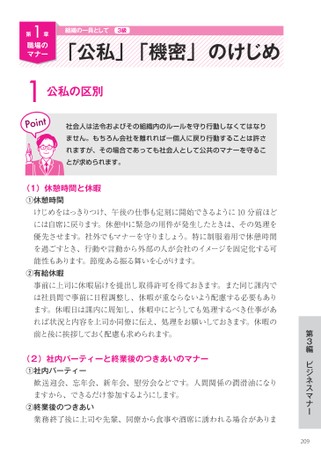 第1章
職場の
マナー
組織の一員として 3級
「公私」「機密」のけじめ
1 公私の区別
Point
社会人は法令およびその組織内のルールを守り行動しなくてはなり
ません。もちろん会社を離れれば一個人に戻り行動することは許さ
れますが、その場合であっても社会人として公共のマナーを守るこ
とが求められます。
(1)休憩時間と休暇
①休憩時間
けじめをはっきりつけ、午後の仕事も定刻に開始できるように10分前ほど
には自席に戻ります。休憩中に緊急の用件が発生したときは、その処理を
優先させます。社外でもマナーを守りましょう。特に制服着用で休憩時間
を過ごすとき、行動や言動から外部の人が会社のイメージを固定化する可
能性もあります。節度ある振る舞いを心がけます。
②有給休暇
事前に上司に休暇届けを提出し取得許可を得ておきます。また同じ課内で
は社員間で事前に日程調整し、休暇が重ならないよう配慮する必要もあり
ます。休暇日は課内に周知し、休暇中にどうしても処理するべき仕事があ
れば状況と内容を上司か同僚に伝え、処理をお願いしておきます。休暇の
前と後に挨拶しておく配慮も求められます。
(2)社内パーティーと終業後のつきあいのマナー
①社内パーティー
歓送迎会、忘年会、新年会、慰労会などです。人間関係の潤滑油になり
ますから、できるだけ参加するようにします。
②終業後のつきあい
業務終了後に上司や先輩、同僚から食事や酒席に誘われる場合がありま
第3編 ビジネスマナー
209